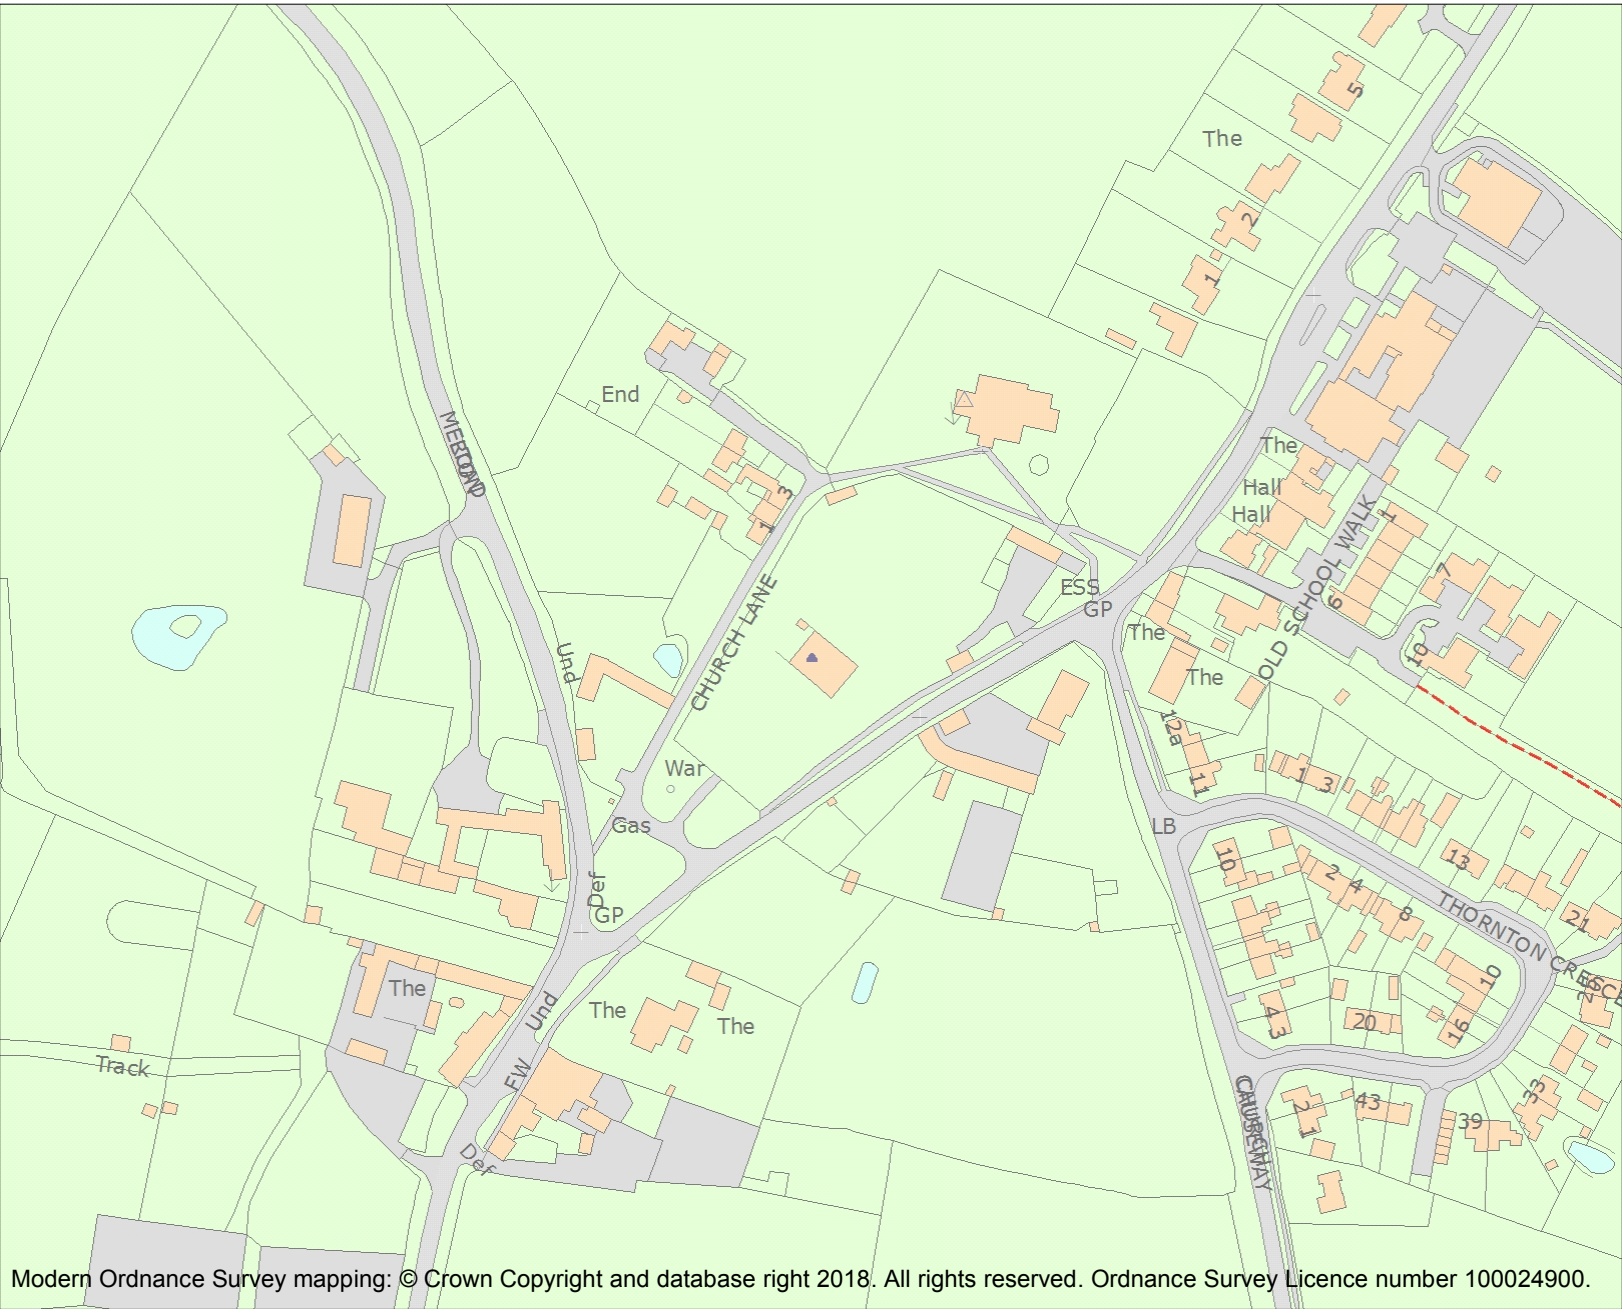 5
The
2
1
End
MERDON
ROAD
The
Hall
Hall
3
1
1
OLD SCHOOL WALK
7
6
10
ESS
GP
CHURCH LANE
Und
The
The
War
12a
11
1
3
Gas
LB
10
2
4
13
8
21
THORNTON CRESCE
Def
GP
10
The
Und
The
The
4
3
20
16
Track
FW
CHURCH
CAUSEWAY
2
1
43
39
33
Def
Modern Ordnance Survey mapping: © Crown Copyright and database right 2018. All rights reserved. Ordnance Survey Licence number 100024900.